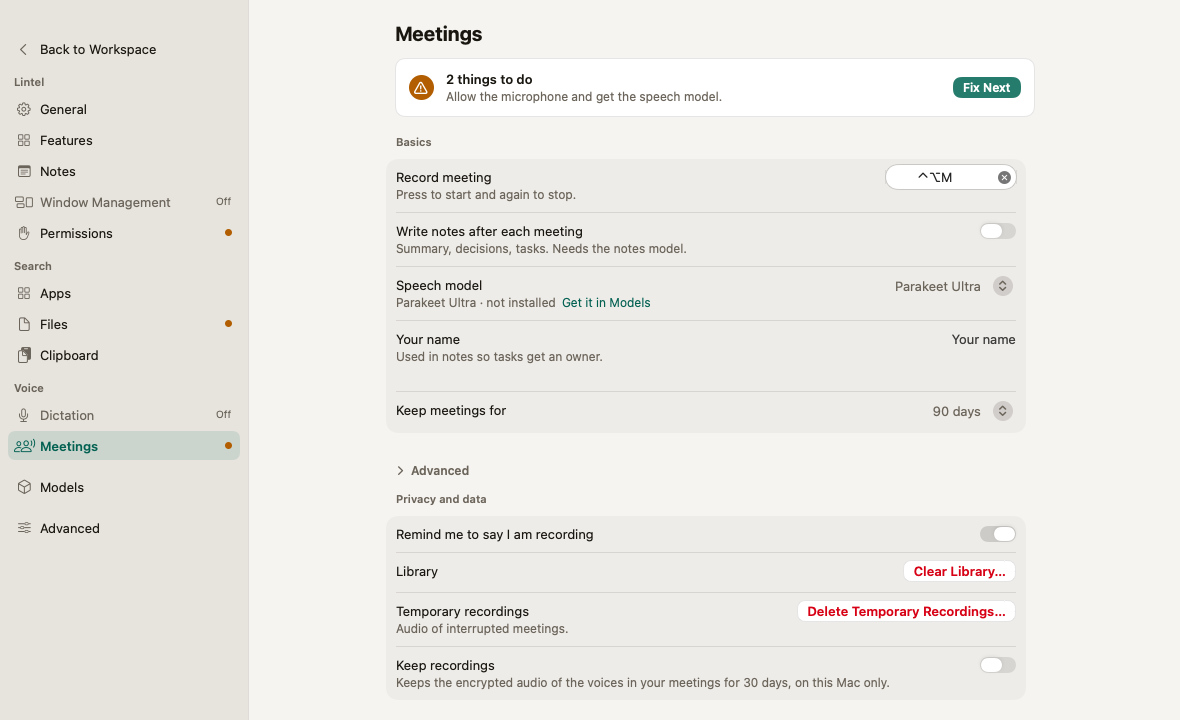 Back to Workspace
Lintel
General
Features
Notes
Window Management Off
Permissions
Search
Apps
Files
Clipboard
Voice
Dictation Off
Meetings
Models
Advanced
Meetings
2 things to do
Allow the microphone and get the speech model.
Fix Next
Basics
Record meeting
Press to start and again to stop.
⌃⌥M
Write notes after each meeting
Summary, decisions, tasks. Needs the notes model.
Speech model
Parakeet Ultra · not installed Get it in Models
Parakeet Ultra
Your name
Used in notes so tasks get an owner.
Your name
Keep meetings for
90 days
Advanced
Privacy and data
Remind me to say I am recording
Library
Clear Library...
Temporary recordings
Audio of interrupted meetings.
Delete Temporary Recordings...
Keep recordings
Keeps the encrypted audio of the voices in your meetings for 30 days, on this Mac only.